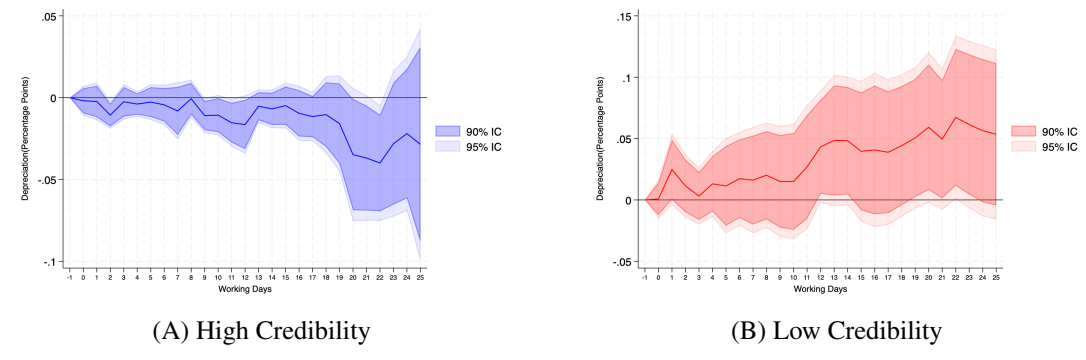 .05
0
-.05
-.1
Depreciation(Percentage Points)
-1 0 1 2 3 4 5 6 7 8 9 10 11 12 13 14 15 16 17 18 19 20 21 22 23 24 25
Working Days
90% IC
95% IC
(A) High Credibility
.15
.1
.05
0
-.05
Depreciation(Percentage Points)
-1 0 1 2 3 4 5 6 7 8 9 10 11 12 13 14 15 16 17 18 19 20 21 22 23 24 25
Working Days
90% IC
95% IC
(B) Low Credibility